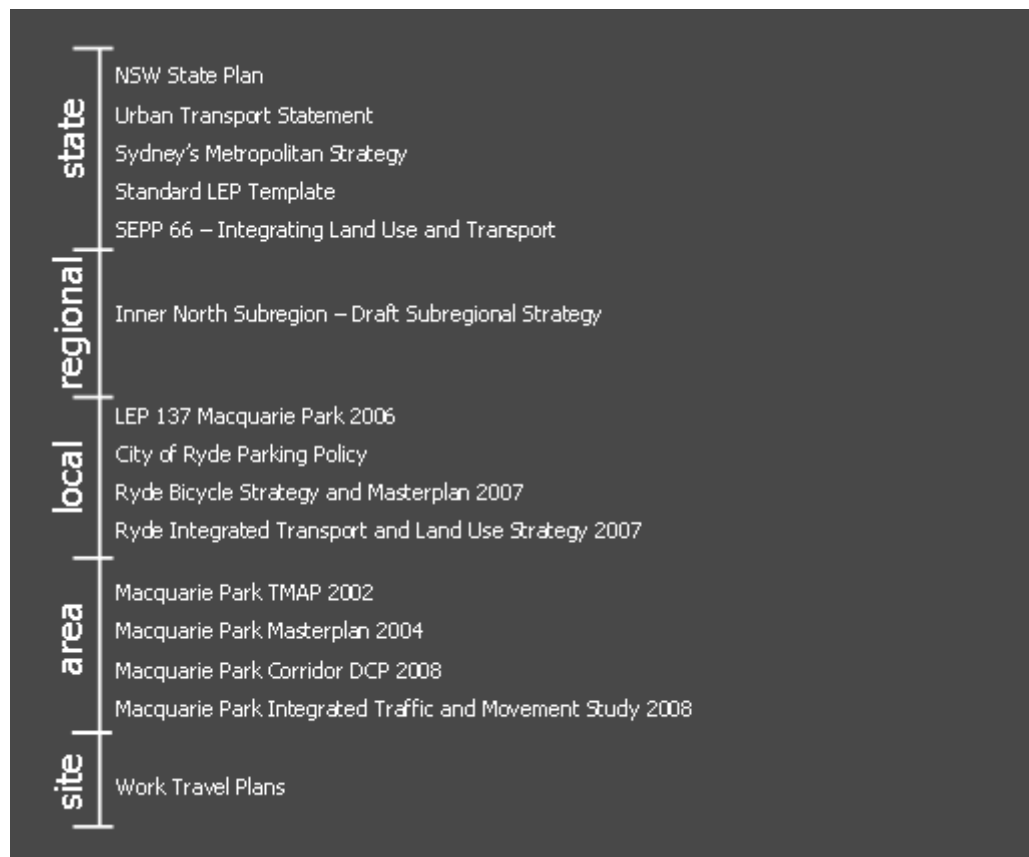 state
NSW State Plan
Urban Transport Statement
Sydney's Metropolitan Strategy
Standard LEP Template
SEPP 66 – Integrating Land Use and Transport
regional
Inner North Subregion – Draft Subregional Strategy
local
LEP 137 Macquarie Park 2006
City of Ryde Parking Policy
Ryde Bicycle Strategy and Masterplan 2007
Ryde Integrated Transport and Land Use Strategy 2007
area
Macquarie Park TMAP 2002
Macquarie Park Masterplan 2004
Macquarie Park Corridor DCP 2008
Macquarie Park Integrated Traffic and Movement Study 2008
site
Work Travel Plans